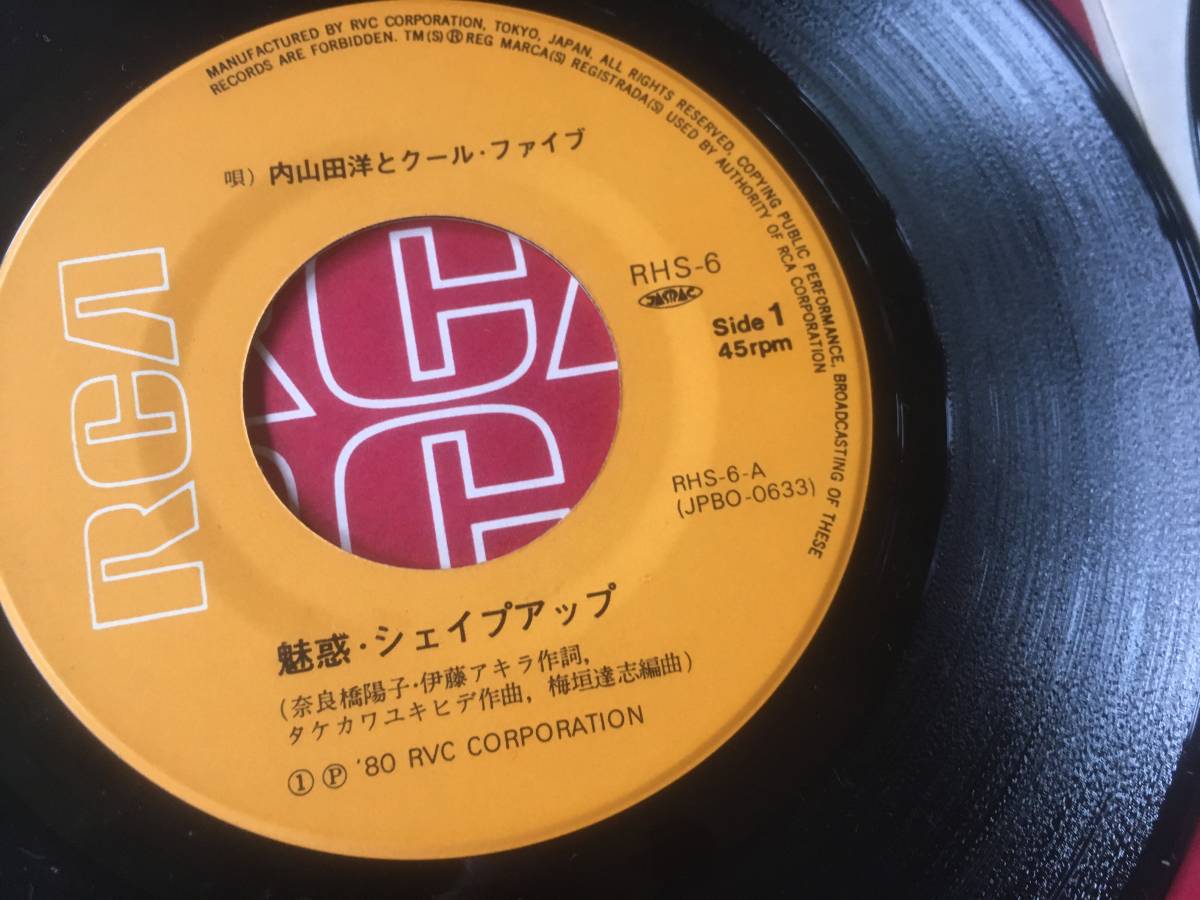 MANUFACTURED BY RVC CORPORATION, TOKYO, JAPAN. ALL RIGHTS RESERVED, COPYING PUBLIC PERFORMANCE, BROADCASTING OF THESE
RECORDS ARE FORBIDDEN. TM(S) ® REG MARCA(S) REGISTRADA(S) USED BY AUTHORITY OF RCA CORPORATION
唄) 内山田洋とクール・ファイブ
RCA
RHS-6
JASRAC
Side 1
45rpm
RHS-6-A
(JPBO-0633)
魅惑・シェイプアップ
(奈良橋陽子・伊藤アキラ作詞,
タケカワユキヒデ作曲, 梅垣達志編曲)
① Ⓟ '80 RVC CORPORATION